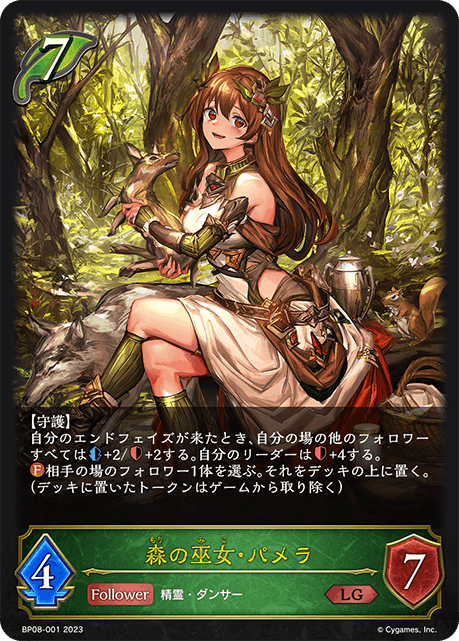 7
【守護】
自分のエンドフェイズが来たとき、自分の場の他のフォロワー
すべては+2/+2する。自分のリーダーは+4する。
F相手の場のフォロワー1体を選ぶ。それをデッキの上に置く。
(デッキに置いたトークンはゲームから取り除く)
もり みこ
森の巫女・パメラ
4
Follower 精霊・ダンサー LG
7
BP08-001 2023 © Cygames, Inc.